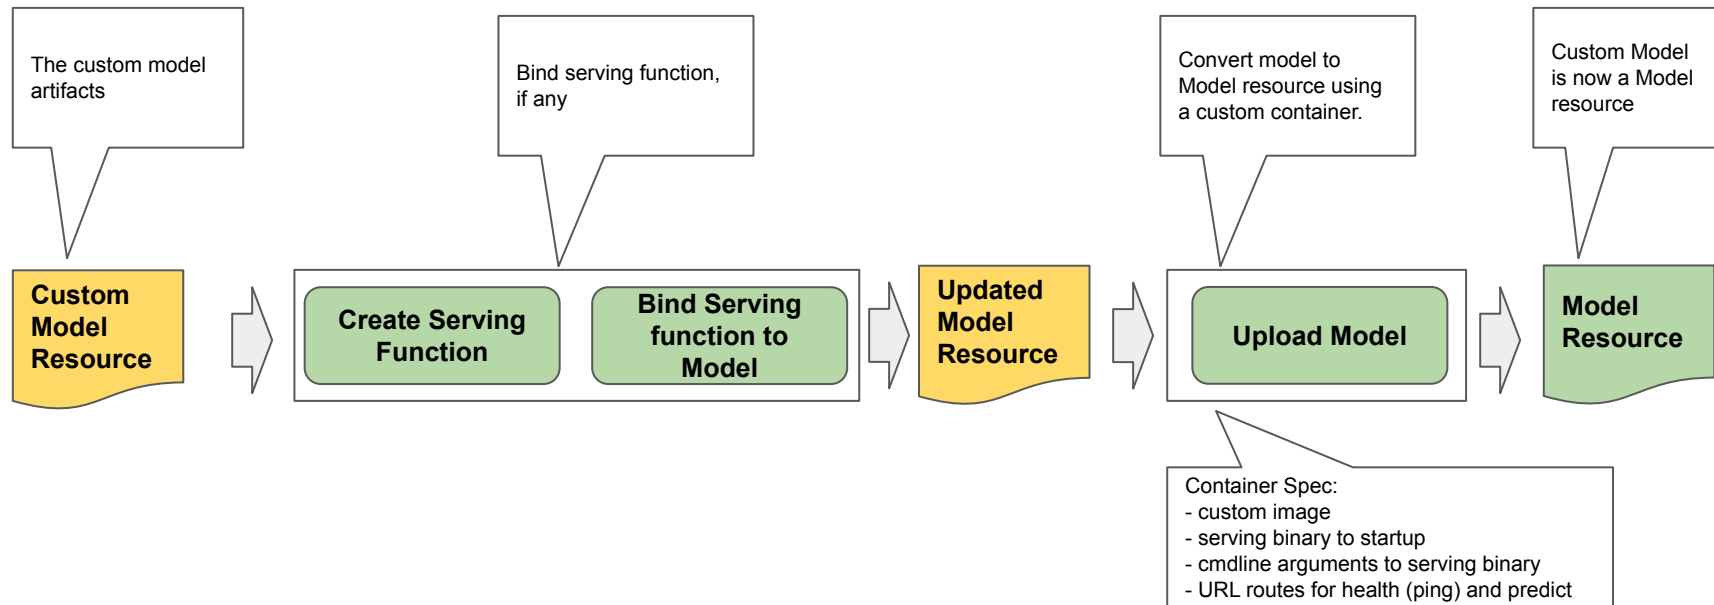 The custom model
artifacts
Bind serving function,
if any
Convert model to
Model resource using
a custom container.
Custom Model
is now a Model
resource
Custom
Model
Resource
Create Serving
Function
Bind Serving
function to
Model
Updated
Model
Resource
Upload Model
Model
Resource
Container Spec:
- custom image
- serving binary to startup
- cmdline arguments to serving binary
- URL routes for health (ping) and predict